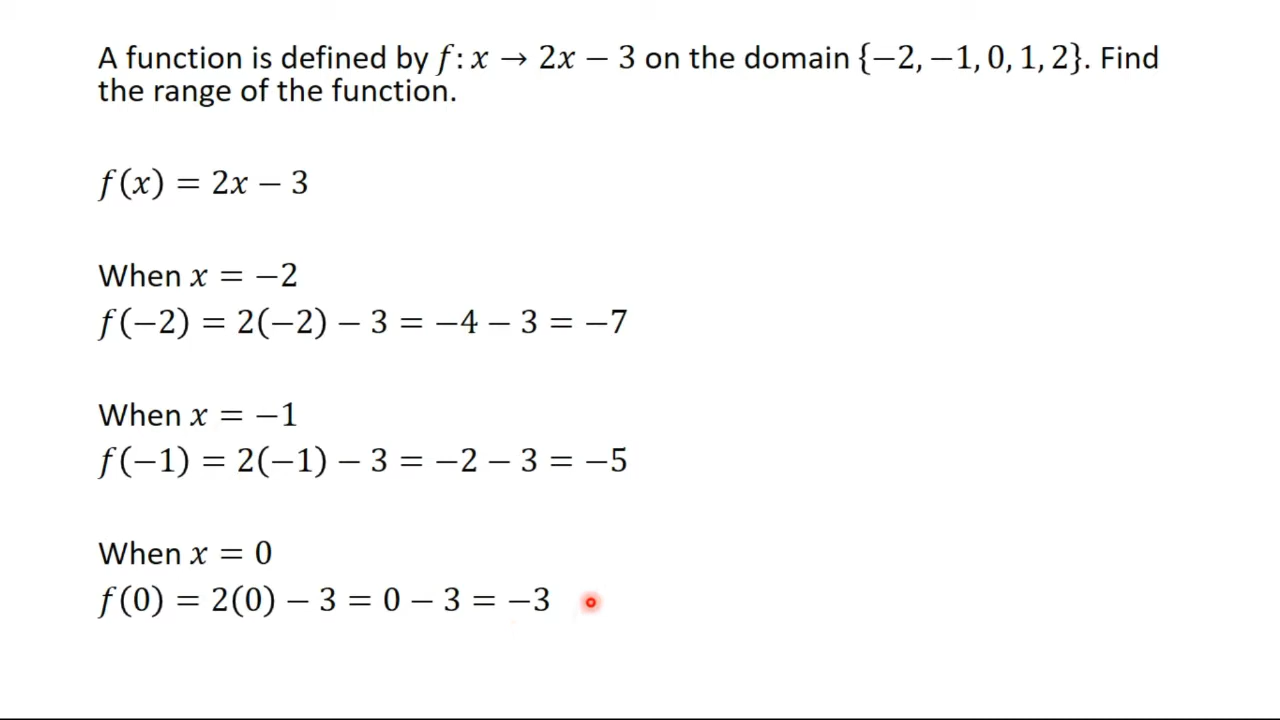 A function is defined by f: x → 2x − 3 on the domain {−2, −1, 0, 1, 2}. Find
the range of the function.
f(x) = 2x − 3
When x = −2
f(−2) = 2(−2) − 3 = −4 − 3 = −7
When x = −1
f(−1) = 2(−1) − 3 = −2 − 3 = −5
When x = 0
f(0) = 2(0) − 3 = 0 − 3 = −3